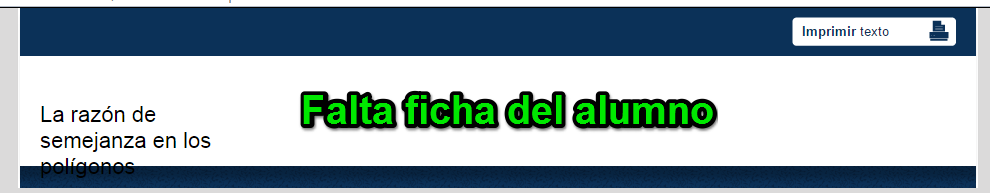 Imprimir texto
Falta ficha del alumno
La razón de
semejanza en los
polígonos